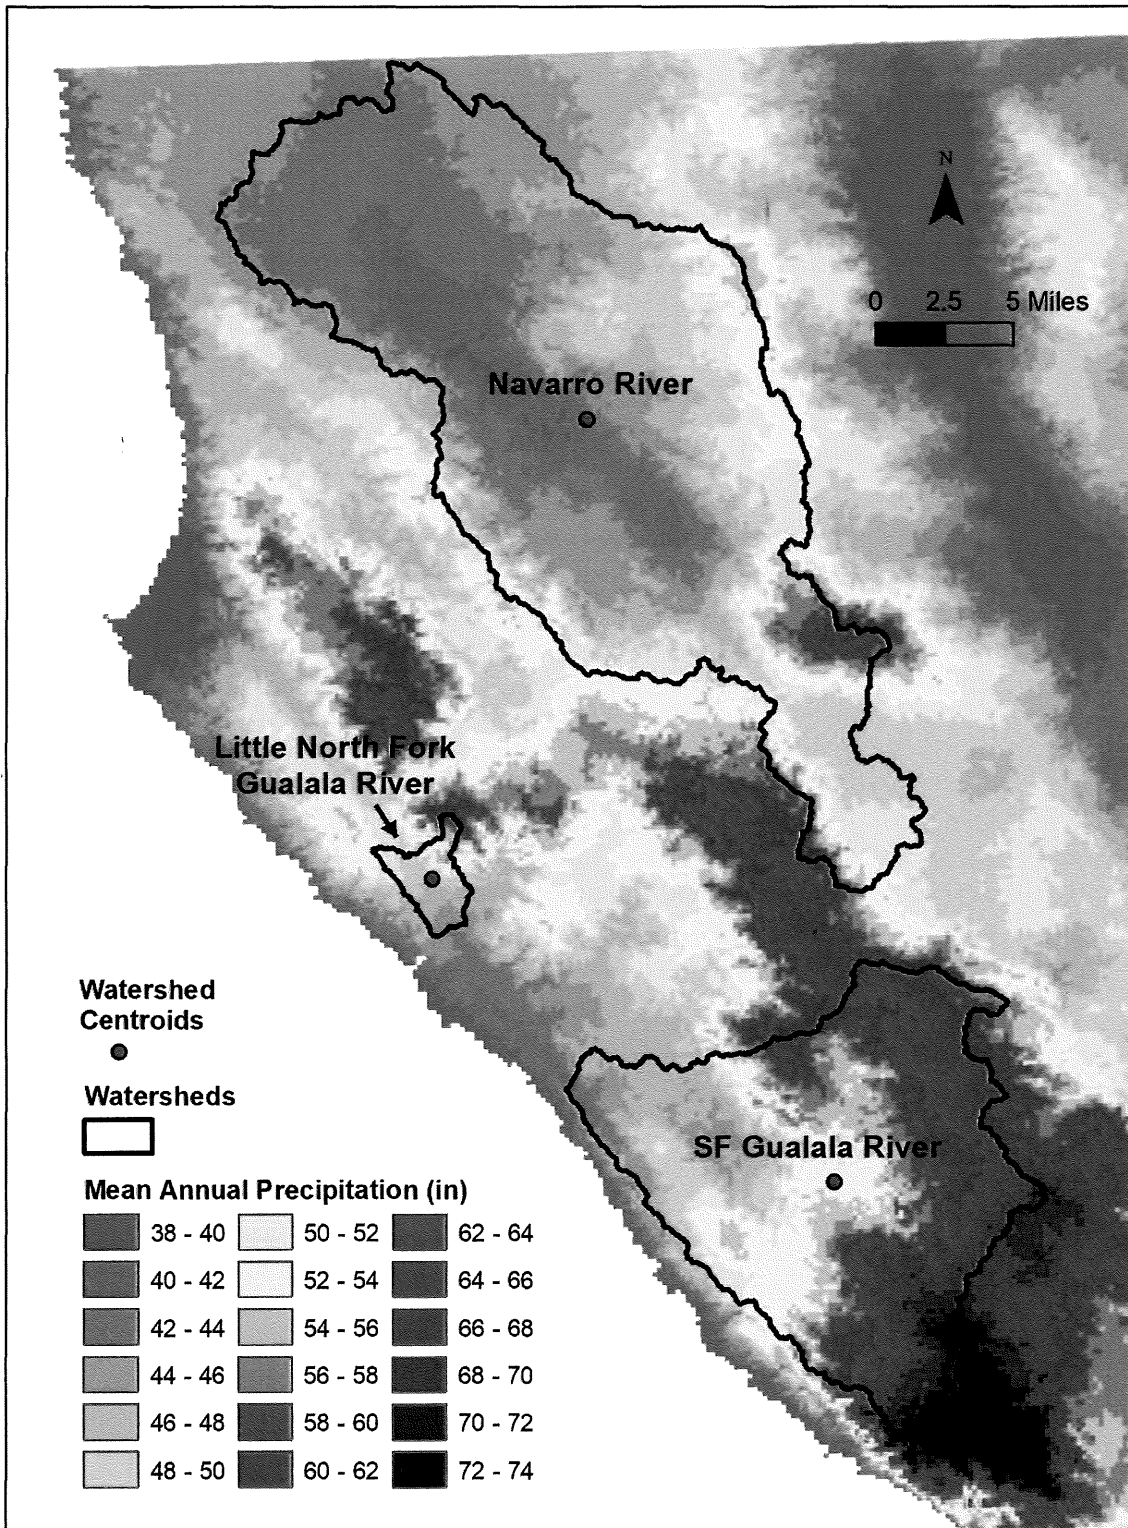 N
0 2.5 5 Miles
Navarro River
Little North Fork
Gualala River
Watershed
Centroids
Watersheds
SF Gualala River
Mean Annual Precipitation (in)
38 - 40 50 - 52 62 - 64
40 - 42 52 - 54 64 - 66
42 - 44 54 - 56 66 - 68
44 - 46 56 - 58 68 - 70
46 - 48 58 - 60 70 - 72
48 - 50 60 - 62 72 - 74